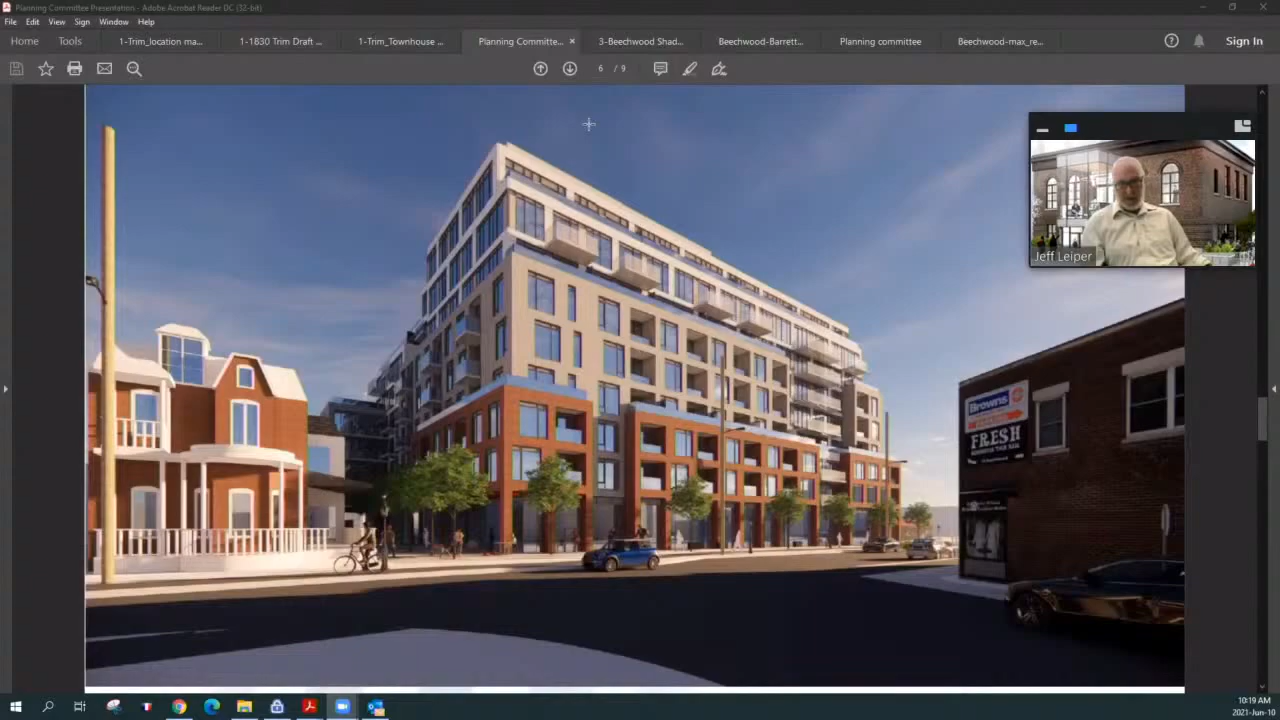 Planning Committee Presentation - Adobe Acrobat Reader DC (32-bit)
File Edit View Sign Window Help
Home Tools 1-Trim_location ma... 1-1830 Trim Draft ... 1-Trim_Townhouse ... Planning Committe... × 3-Beechwood Shad... Beechwood-Barrett... Planning committee Beechwood-max_re... Sign In
6 / 9
Jeff Leiper
Browns
FRESH
10:19 AM
2021-Jun-10